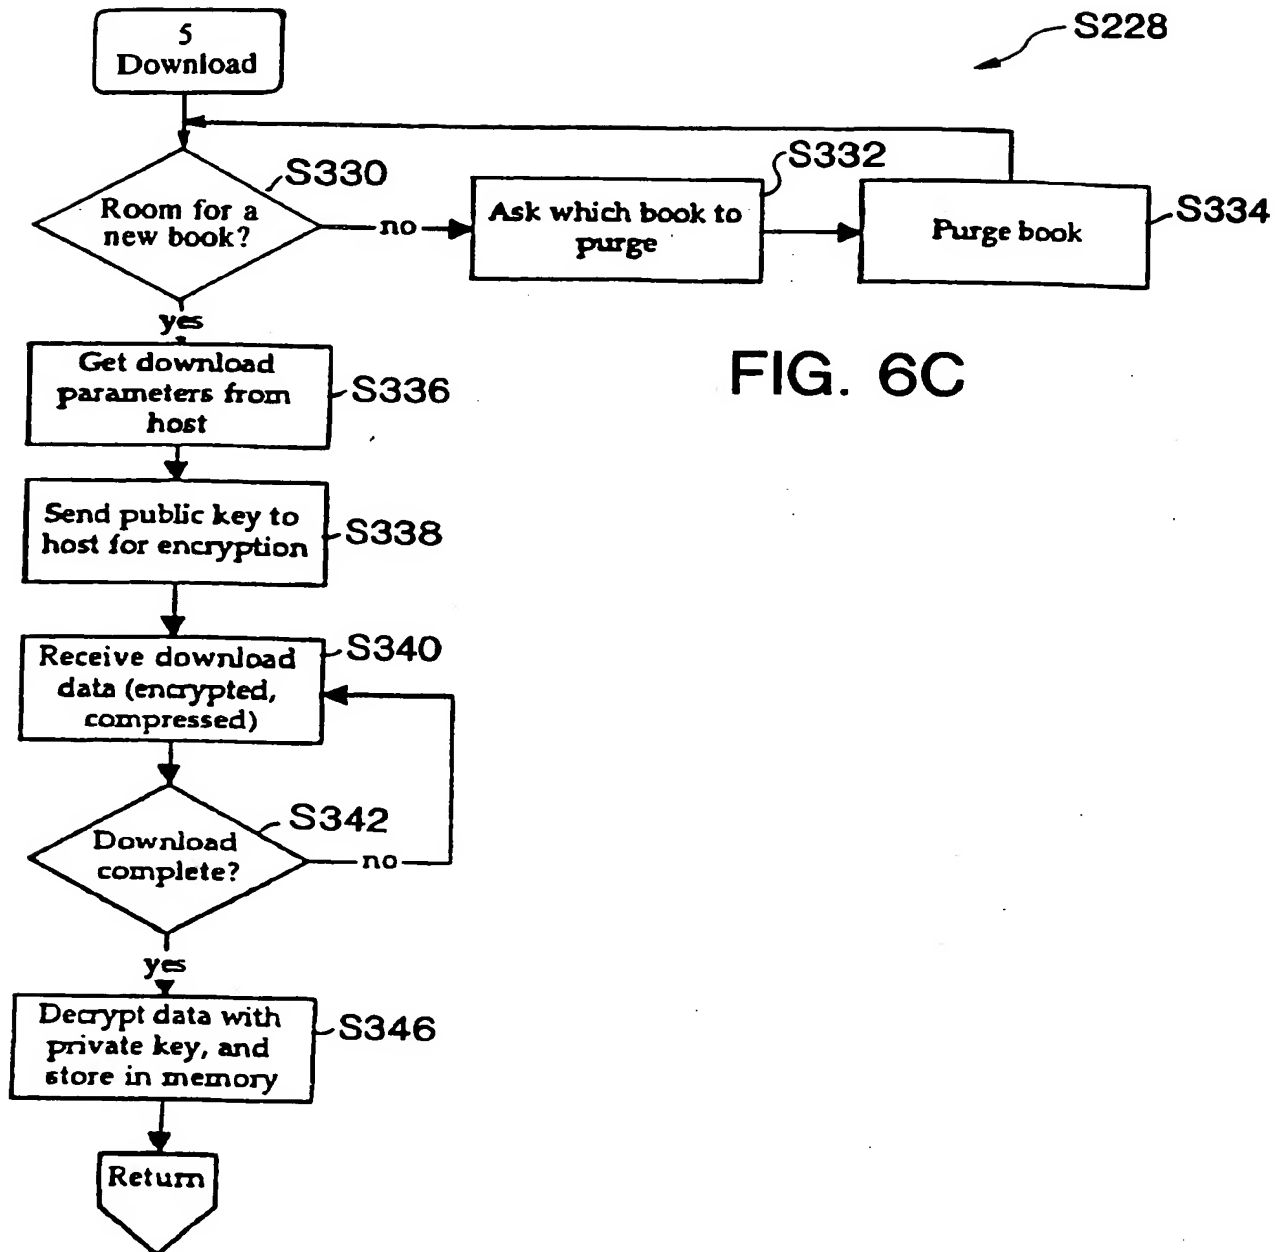 5
Download
S228
Room for a
new book?
S330
no
Ask which book to
purge
S332
Purge book
S334
yes
Get download
parameters from
host
S336
FIG. 6C
Send public key to
host for encryption
S338
Receive download
data (encrypted,
compressed)
S340
Download
complete?
S342
no
yes
Decrypt data with
private key, and
store in memory
S346
Return